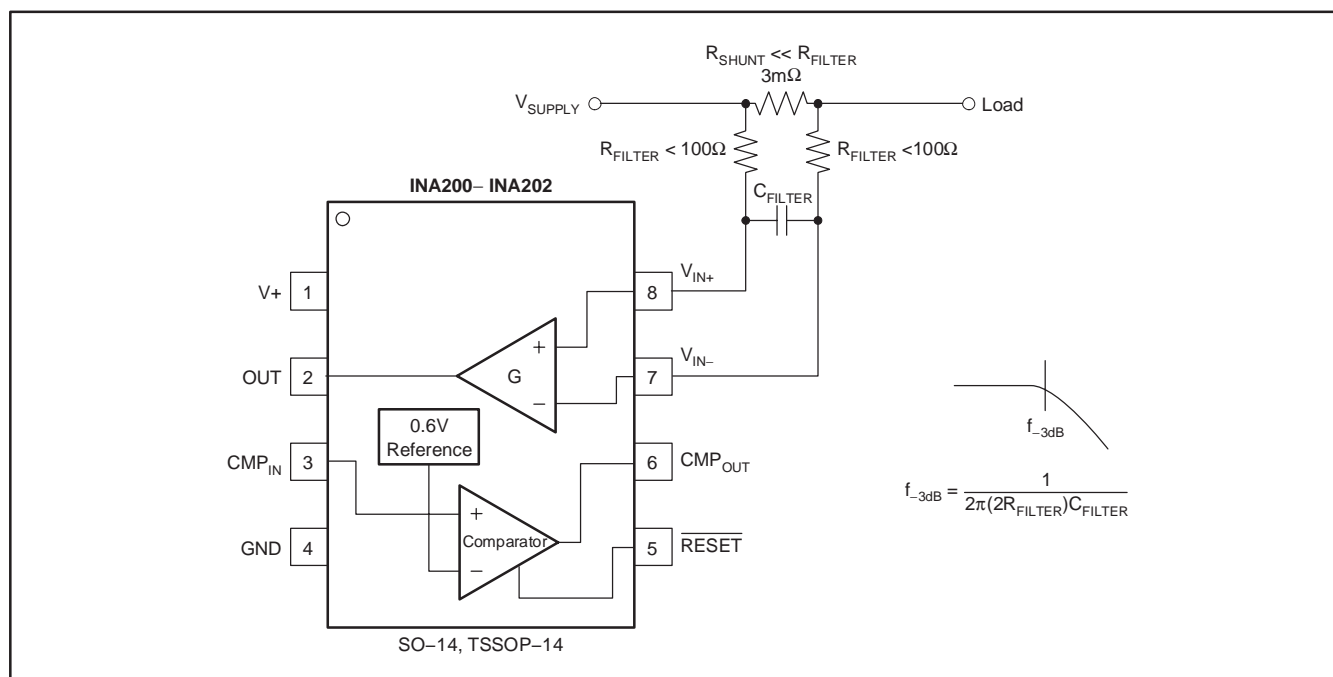 R_SHUNT << R_FILTER
3mΩ
V_SUPPLY
Load
R_FILTER < 100Ω
R_FILTER <100Ω
C_FILTER
INA200– INA202
V+
1
OUT
2
CMP_IN
3
GND
4
8
V_IN+
7
V_IN–
6
CMP_OUT
5
RESET
+
G
–
0.6V
Reference
+
Comparator
–
SO–14, TSSOP–14
f_–3dB
f_–3dB = 1 / 2π(2R_FILTER)C_FILTER